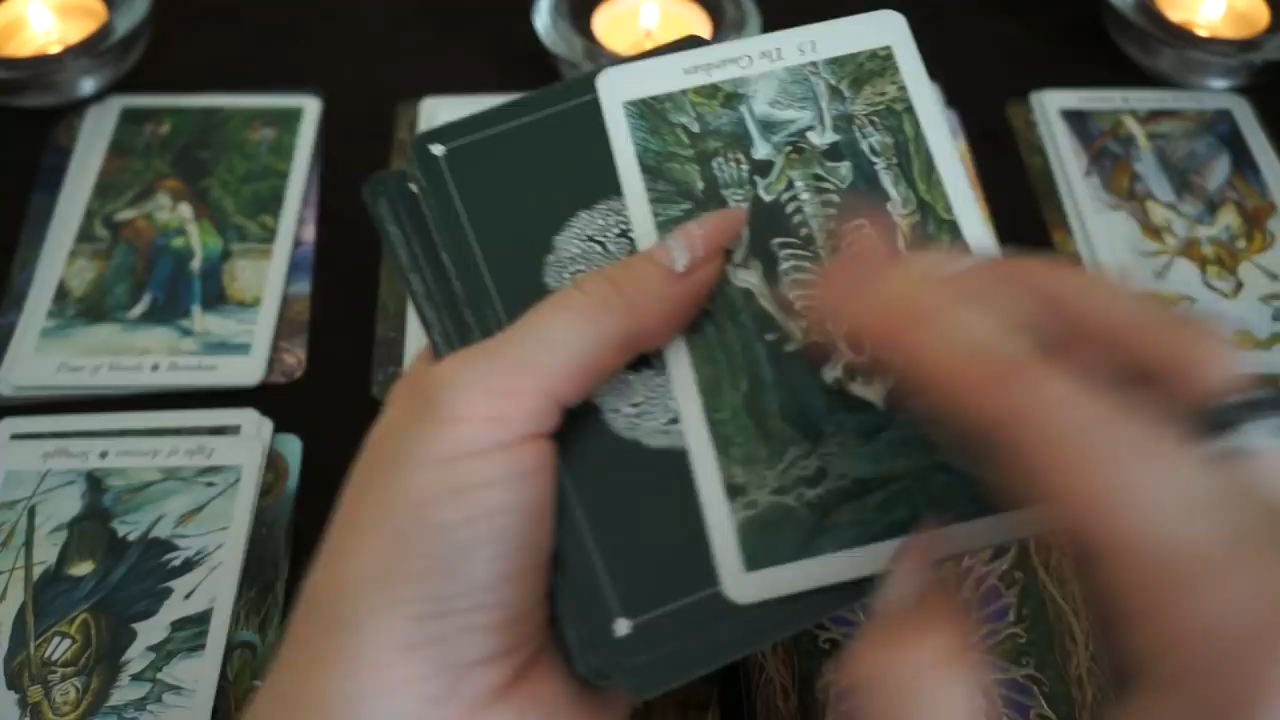 15 The Guardian
Four of Vessels ♦ Boredom
Eight of Arrows ♦ Struggle